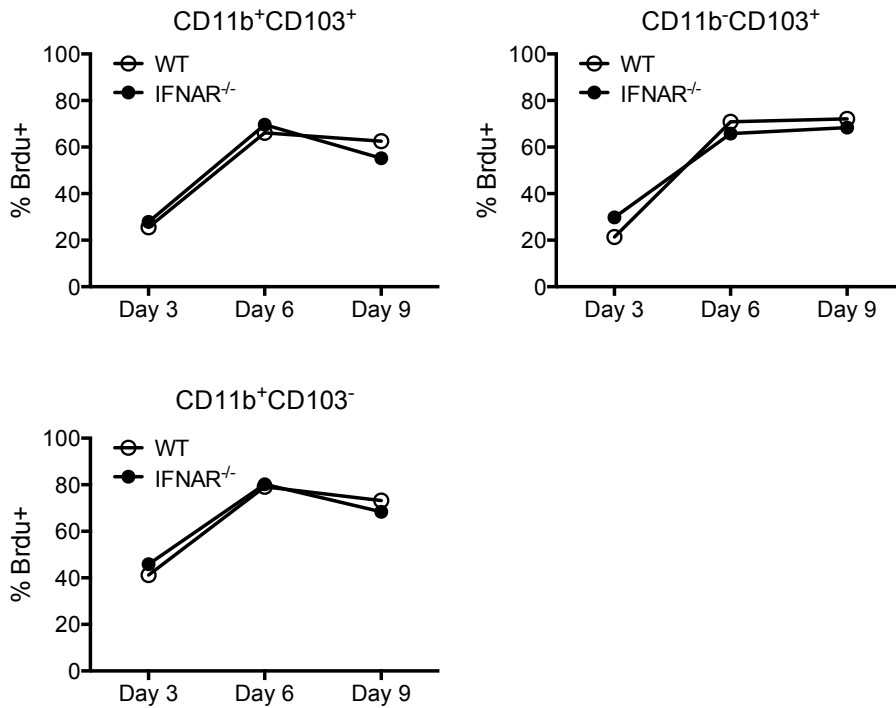 CD11b⁺CD103⁺
WT
IFNAR⁻/⁻
% Brdu+
100
80
60
40
20
0
Day 3 Day 6 Day 9
CD11b⁻CD103⁺
WT
IFNAR⁻/⁻
% Brdu+
100
80
60
40
20
0
Day 3 Day 6 Day 9
CD11b⁺CD103⁻
WT
IFNAR⁻/⁻
% Brdu+
100
80
60
40
20
0
Day 3 Day 6 Day 9